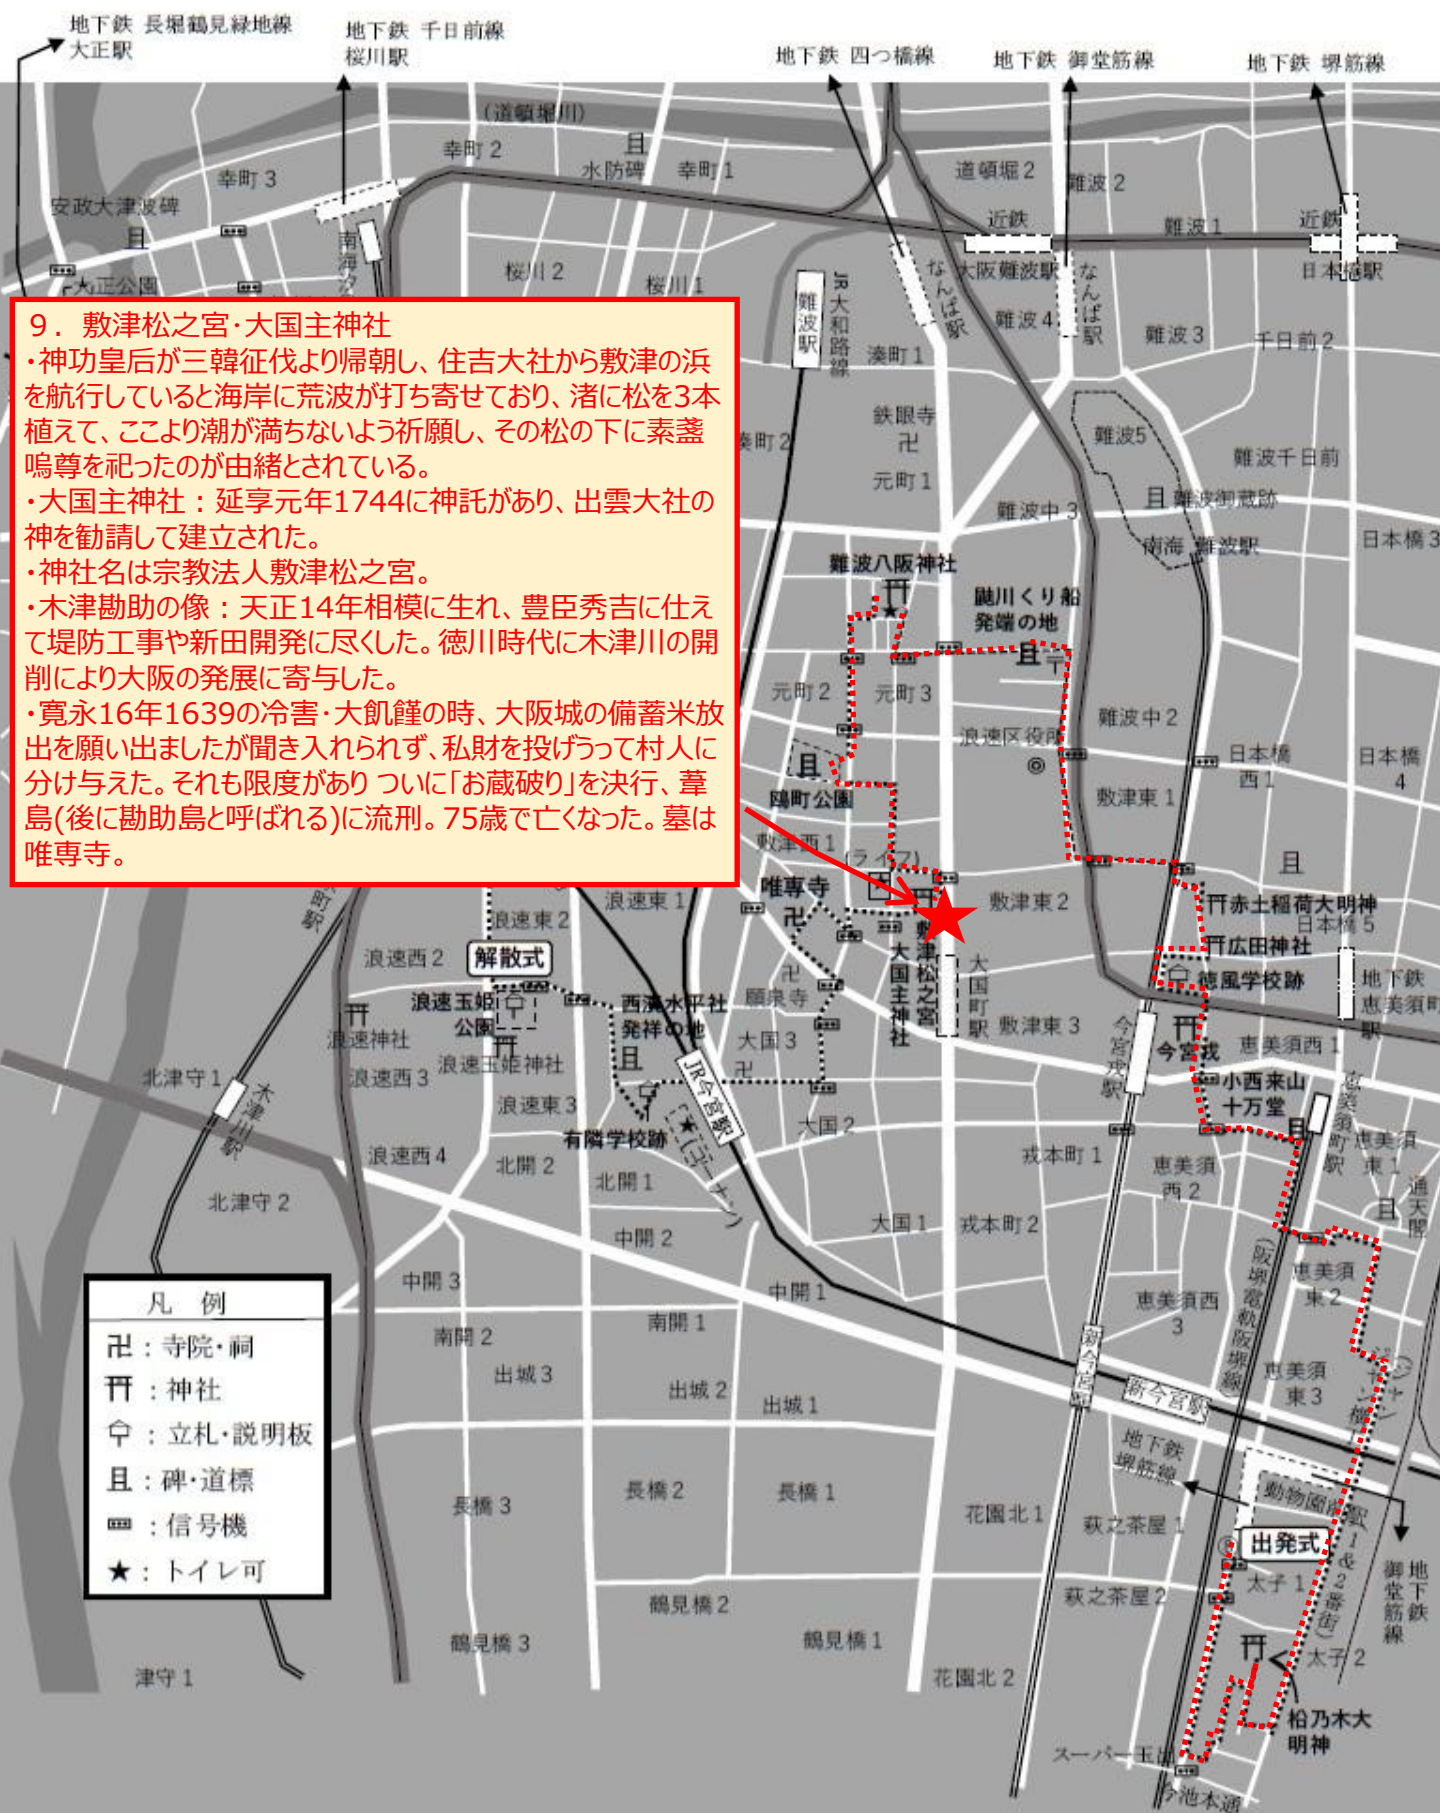 地下鉄 長堀鶴見緑地線
大正駅
地下鉄 千日前線
桜川駅
地下鉄 四つ橋線
地下鉄 御堂筋線
地下鉄 堺筋線
(道頓堀川)
幸町 3
幸町 2
水防碑
幸町 1
道頓堀 2
難波 2
安政大津波碑
近鉄
大阪難波駅
難波 1
近鉄
日本橋駅
大正公園
桜川 2
桜川 1
難波駅
JR大和路線
なんば駅
なんば駅
難波 4
難波 3
千日前 2
湊町 1
湊町 2
鉄眼寺
元町 1
難波5
難波千日前
難波中 3
難波御蔵跡
南海 難波駅
日本橋 3
9．敷津松之宮･大国主神社
･神功皇后が三韓征伐より帰朝し、住吉大社から敷津の浜
を航行していると海岸に荒波が打ち寄せており、渚に松を3本
植えて、ここより潮が満ちないよう祈願し、その松の下に素盞
嗚尊を祀ったのが由緒とされている。
･大国主神社：延享元年1744に神託があり、出雲大社の
神を勧請して建立された。
･神社名は宗教法人敷津松之宮。
･木津勘助の像：天正14年相模に生れ、豊臣秀吉に仕え
て堤防工事や新田開発に尽くした。徳川時代に木津川の開
削により大阪の発展に寄与した。
･寛永16年1639の冷害･大飢饉の時、大阪城の備蓄米放
出を願い出ましたが聞き入れられず、私財を投げうって村人に
分け与えた。それも限度があり ついに｢お蔵破り｣を決行、葦
島(後に勘助島と呼ばれる)に流刑。75歳で亡くなった。墓は
唯専寺。
難波八阪神社
鼬川くり船
発端の地
元町 2
元町 3
難波中 2
浪速区役所
日本橋
西 1
日本橋
4
鴎町公園
敷津東 1
敷津西 1
(ライフ)
唯専寺
敷津東 2
赤土稲荷大明神
日本橋 5
広田神社
徳風学校跡
地下鉄
恵美須町
駅
浪速東 1
浪速東 2
浪速西 2
解散式
浪速玉姫
公園
西濱水平社
発祥の地
願泉寺
敷津松之宮
大国主神社
大国町駅
敷津東 3
今宮戎駅
今宮戎
恵美須西 1
浪速神社
浪速西 3
浪速玉姫神社
大国 3
JR今宮駅
小西来山
十万堂
北津守 1
木津川駅
浪速東 3
有隣学校跡
大国 2
恵美須町駅
恵美須
東 1
浪速西 4
北開 2
北開 1
(コーナン)
戎本町 1
恵美須
西 2
通天閣
北津守 2
中開 2
大国 1
戎本町 2
中開 3
中開 1
(阪堺電軌阪堺線)
恵美須
東 2
恵美須西
3
凡 例
卍：寺院･祠
：神社
：立札･説明板
：碑･道標
：信号機
★：トイレ可
南開 2
南開 1
新今宮駅
出城 3
出城 2
出城 1
新今宮駅
恵美須
東 3
地下鉄
堺筋線
長橋 3
長橋 2
長橋 1
花園北 1
萩之茶屋 1
出発式
太子 1
地下鉄
御堂筋線
鶴見橋 2
萩之茶屋 2
鶴見橋 3
鶴見橋 1
津守 1
花園北 2
太子 2
柏乃木大
明神
スーパー玉出
今池本通